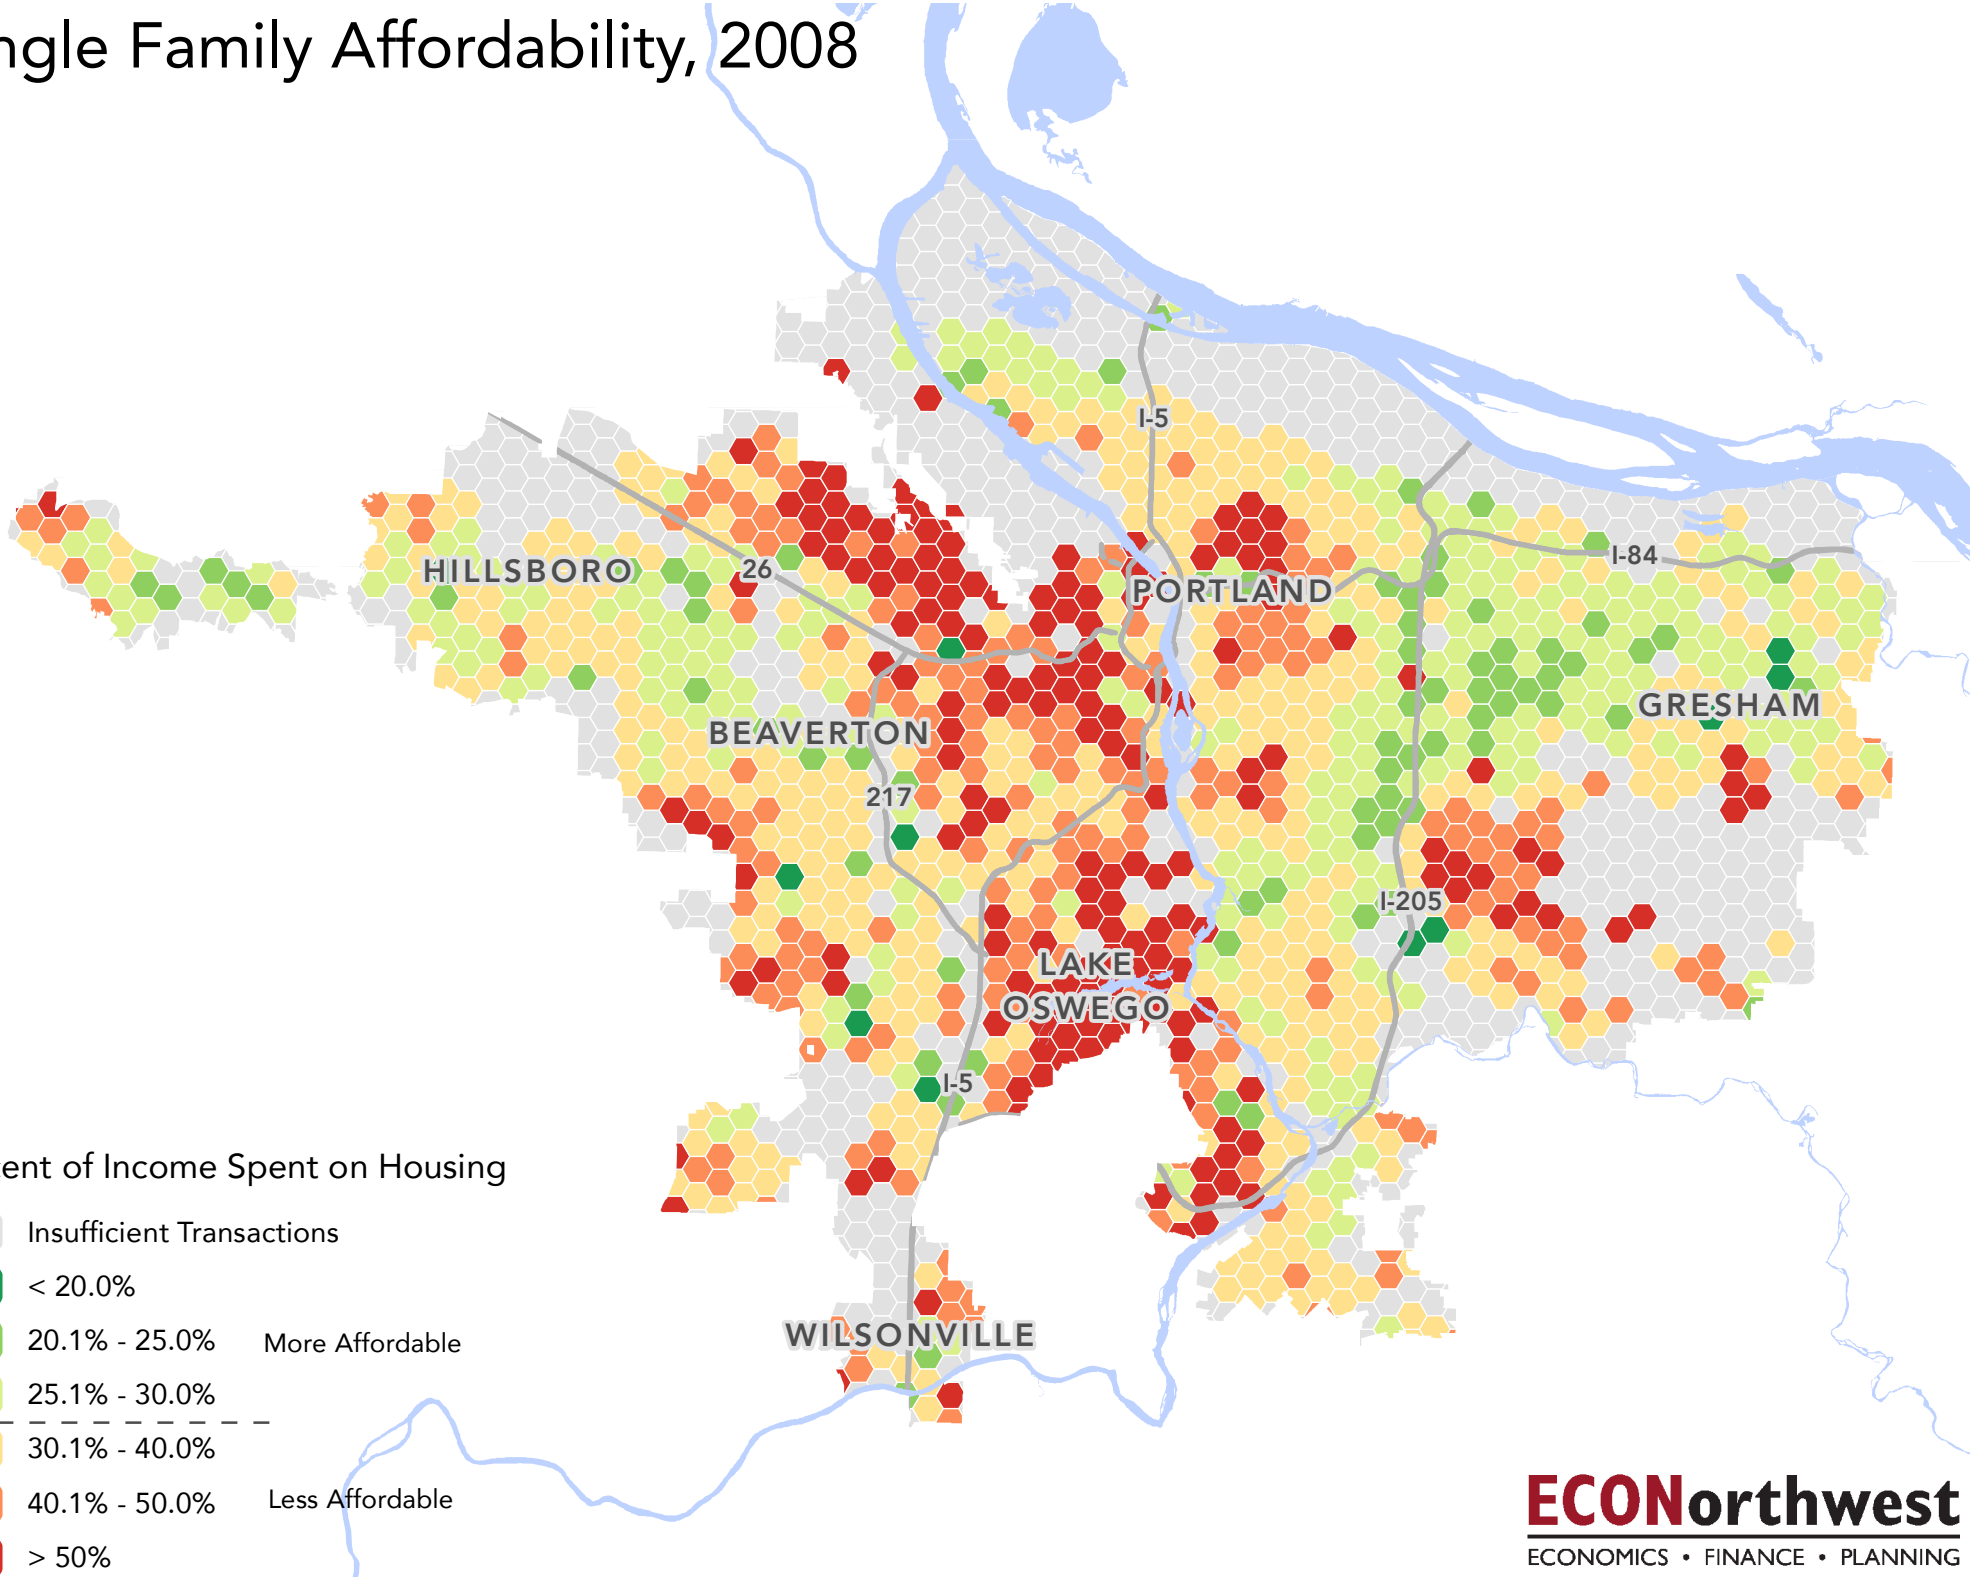 ngle Family Affordability, 2008
I-5
I-84
HILLSBORO
26
PORTLAND
GRESHAM
BEAVERTON
217
I-205
LAKE
OSWEGO
I-5
WILSONVILLE
ent of Income Spent on Housing
Insufficient Transactions
< 20.0%
20.1% - 25.0%
More Affordable
25.1% - 30.0%
30.1% - 40.0%
40.1% - 50.0%
Less Affordable
> 50%
ECONorthwest
ECONOMICS • FINANCE • PLANNING